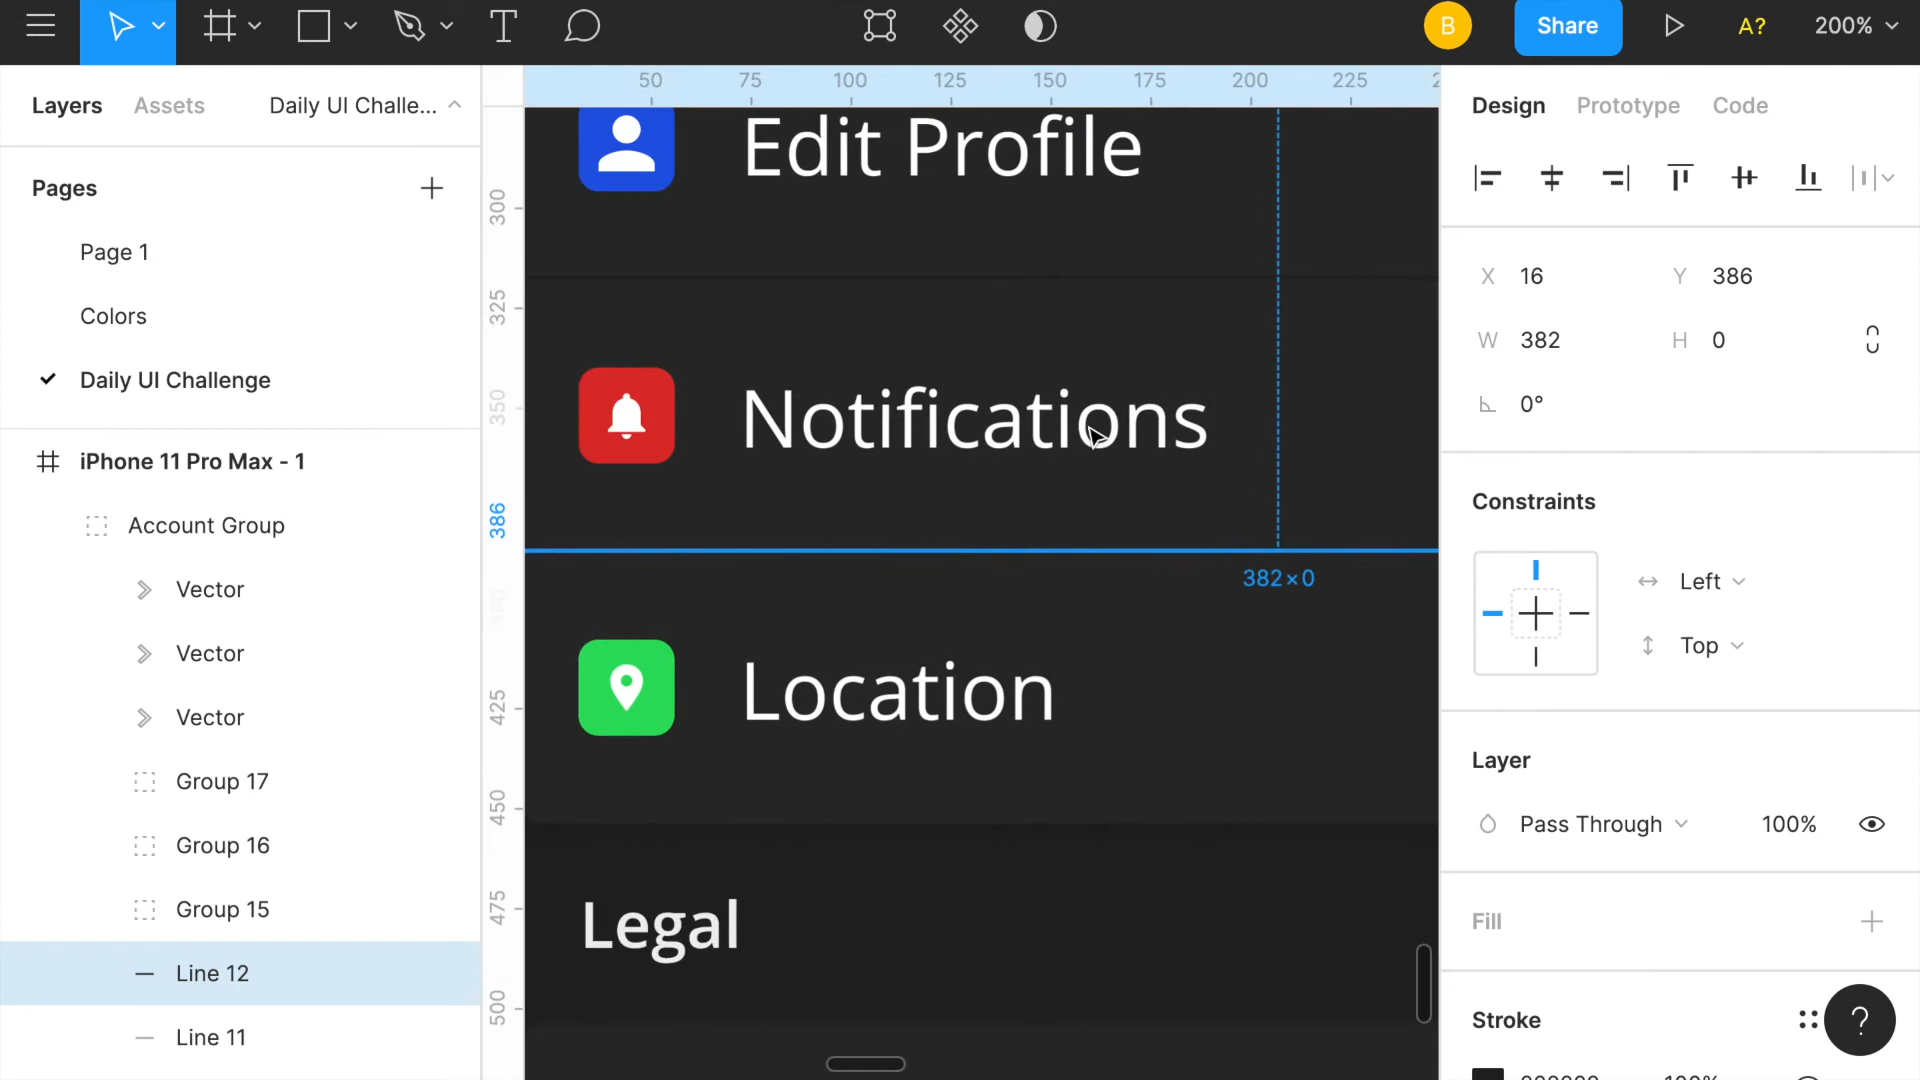 B Share A? 200%
Layers Assets Daily UI Challe...
Pages
Page 1
Colors
Daily UI Challenge
iPhone 11 Pro Max - 1
Account Group
Vector
Vector
Vector
Group 17
Group 16
Group 15
Line 12
Line 11
50 75 100 125 150 175 200 225
300
325
350
386
425
450
475
500
Edit Profile
Notifications
382×0
Location
Legal
Design Prototype Code
X 16 Y 386
W 382 H 0
0°
Constraints
Left
Top
Layer
Pass Through 100%
Fill
Stroke
?